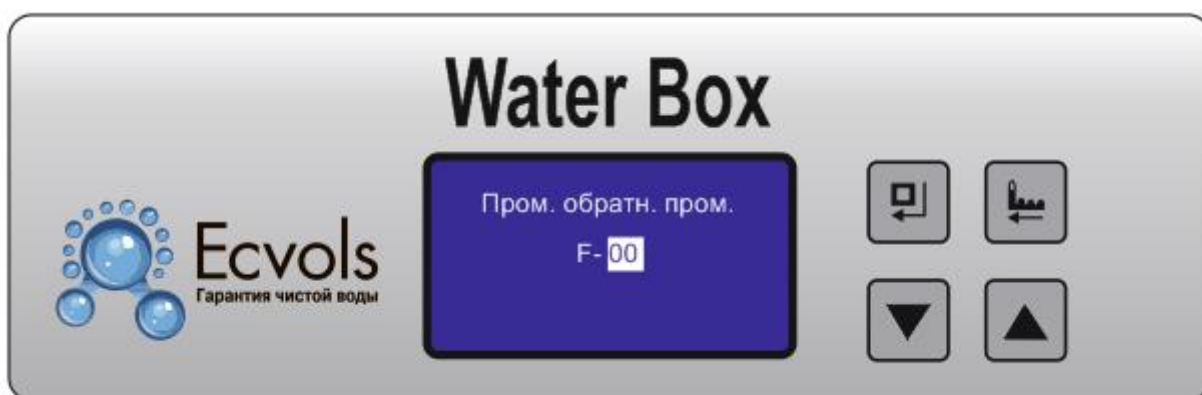 Water Box
Пром. обратн. пром.
F-00
Ecvols
Гарантия чистой воды